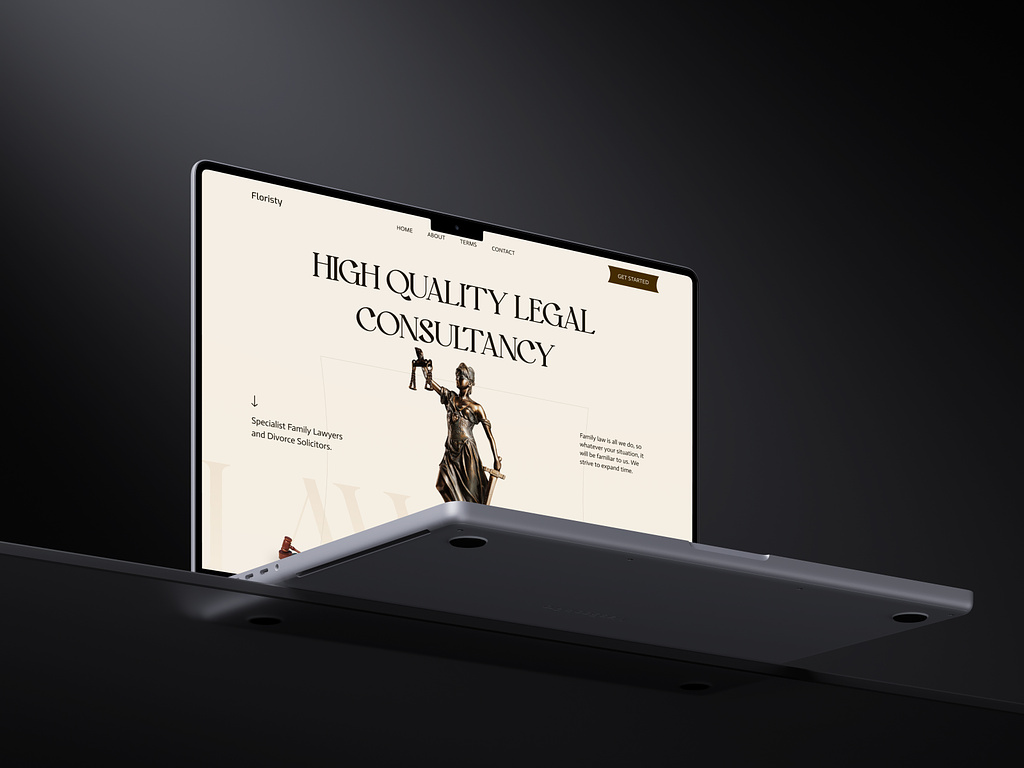 Floristy
HOME ABOUT TERMS CONTACT
GET STARTED
HIGH QUALITY LEGAL
CONSULTANCY
Specialist Family Lawyers
and Divorce Solicitors.
Family law is all we do, so
whatever your situation, it
will be familiar to us. We
strive to expand time.
LAW